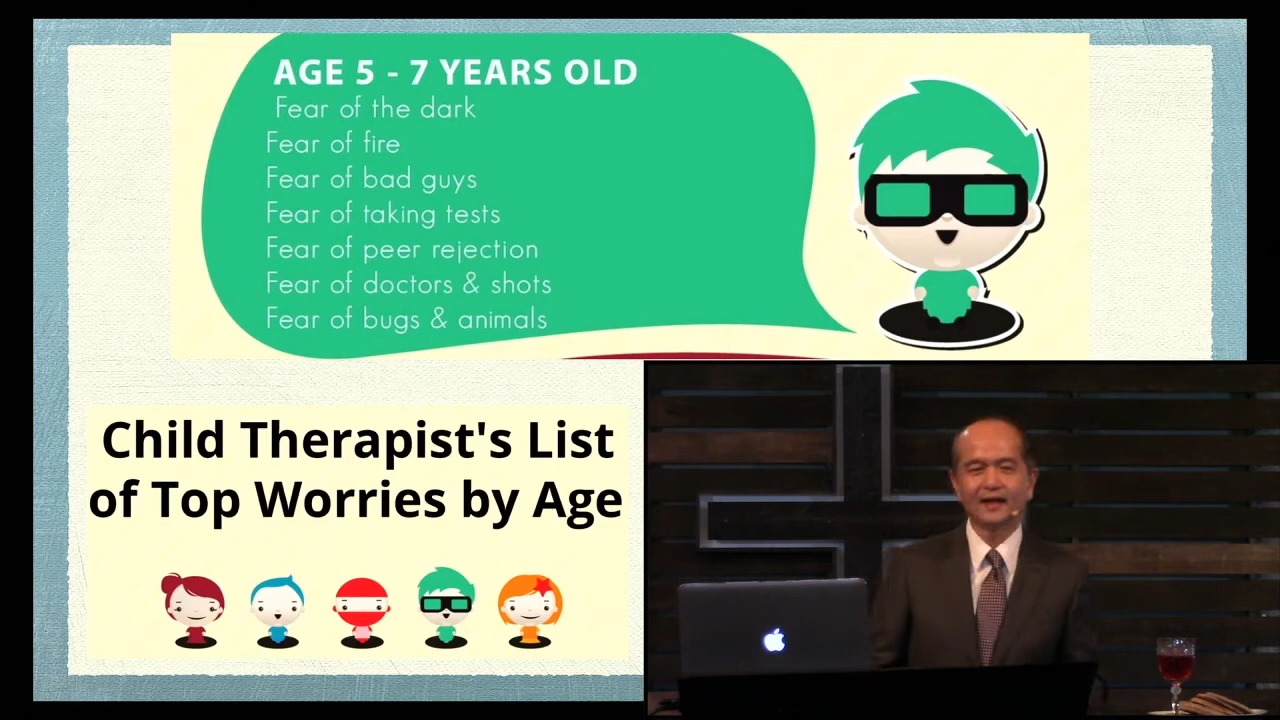 AGE 5 - 7 YEARS OLD
Fear of the dark
Fear of fire
Fear of bad guys
Fear of taking tests
Fear of peer rejection
Fear of doctors & shots
Fear of bugs & animals
Child Therapist's List
of Top Worries by Age